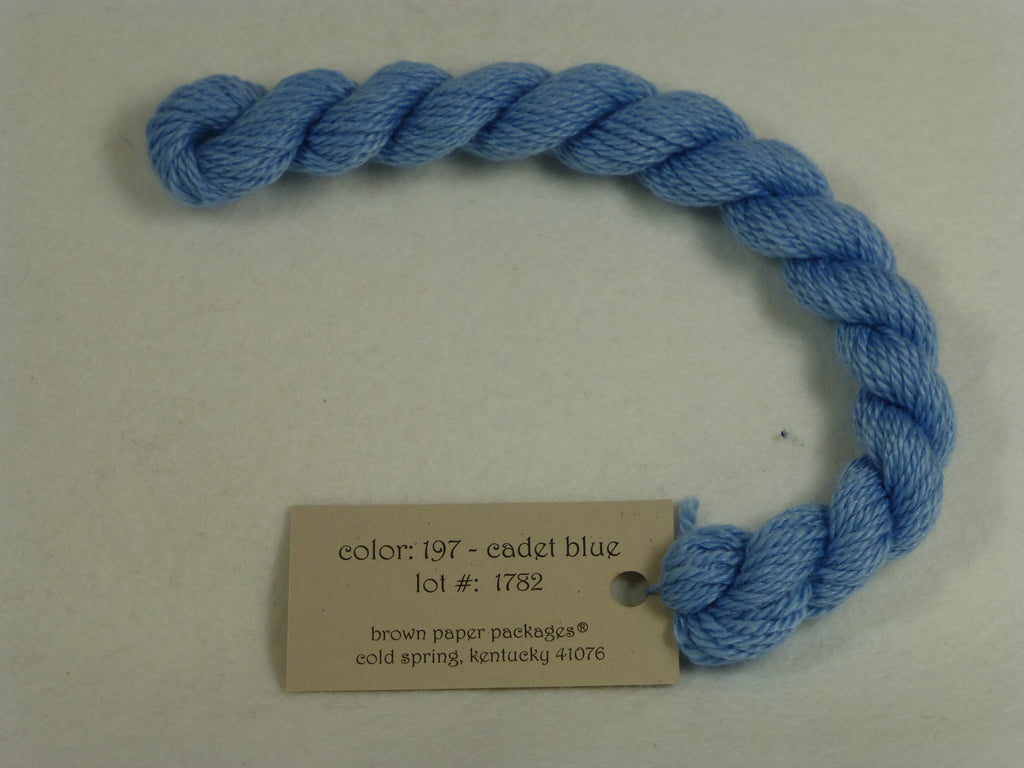 color: 197 - cadet blue
lot #: 1782
brown paper packages®
cold spring, kentucky 41076